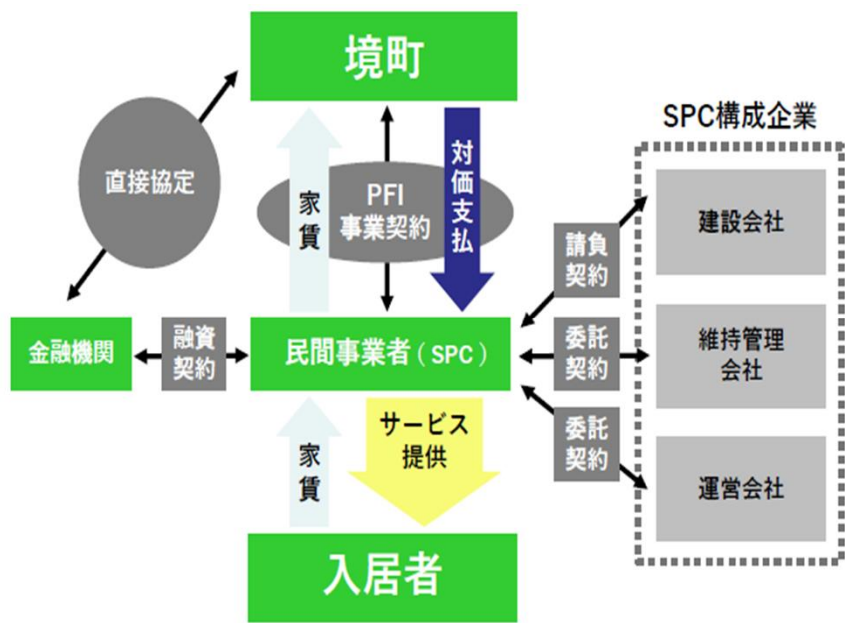 境町
SPC構成企業
直接協定
家
賃
PFI
事業契約
対
価
支
払
建設会社
請負
契約
金融機関
融資
契約
民間事業者（SPC）
委託
契約
維持管理
会社
家
賃
サービス
提供
委託
契約
運営会社
入居者